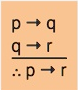 p → q
q → r
∴ p → r